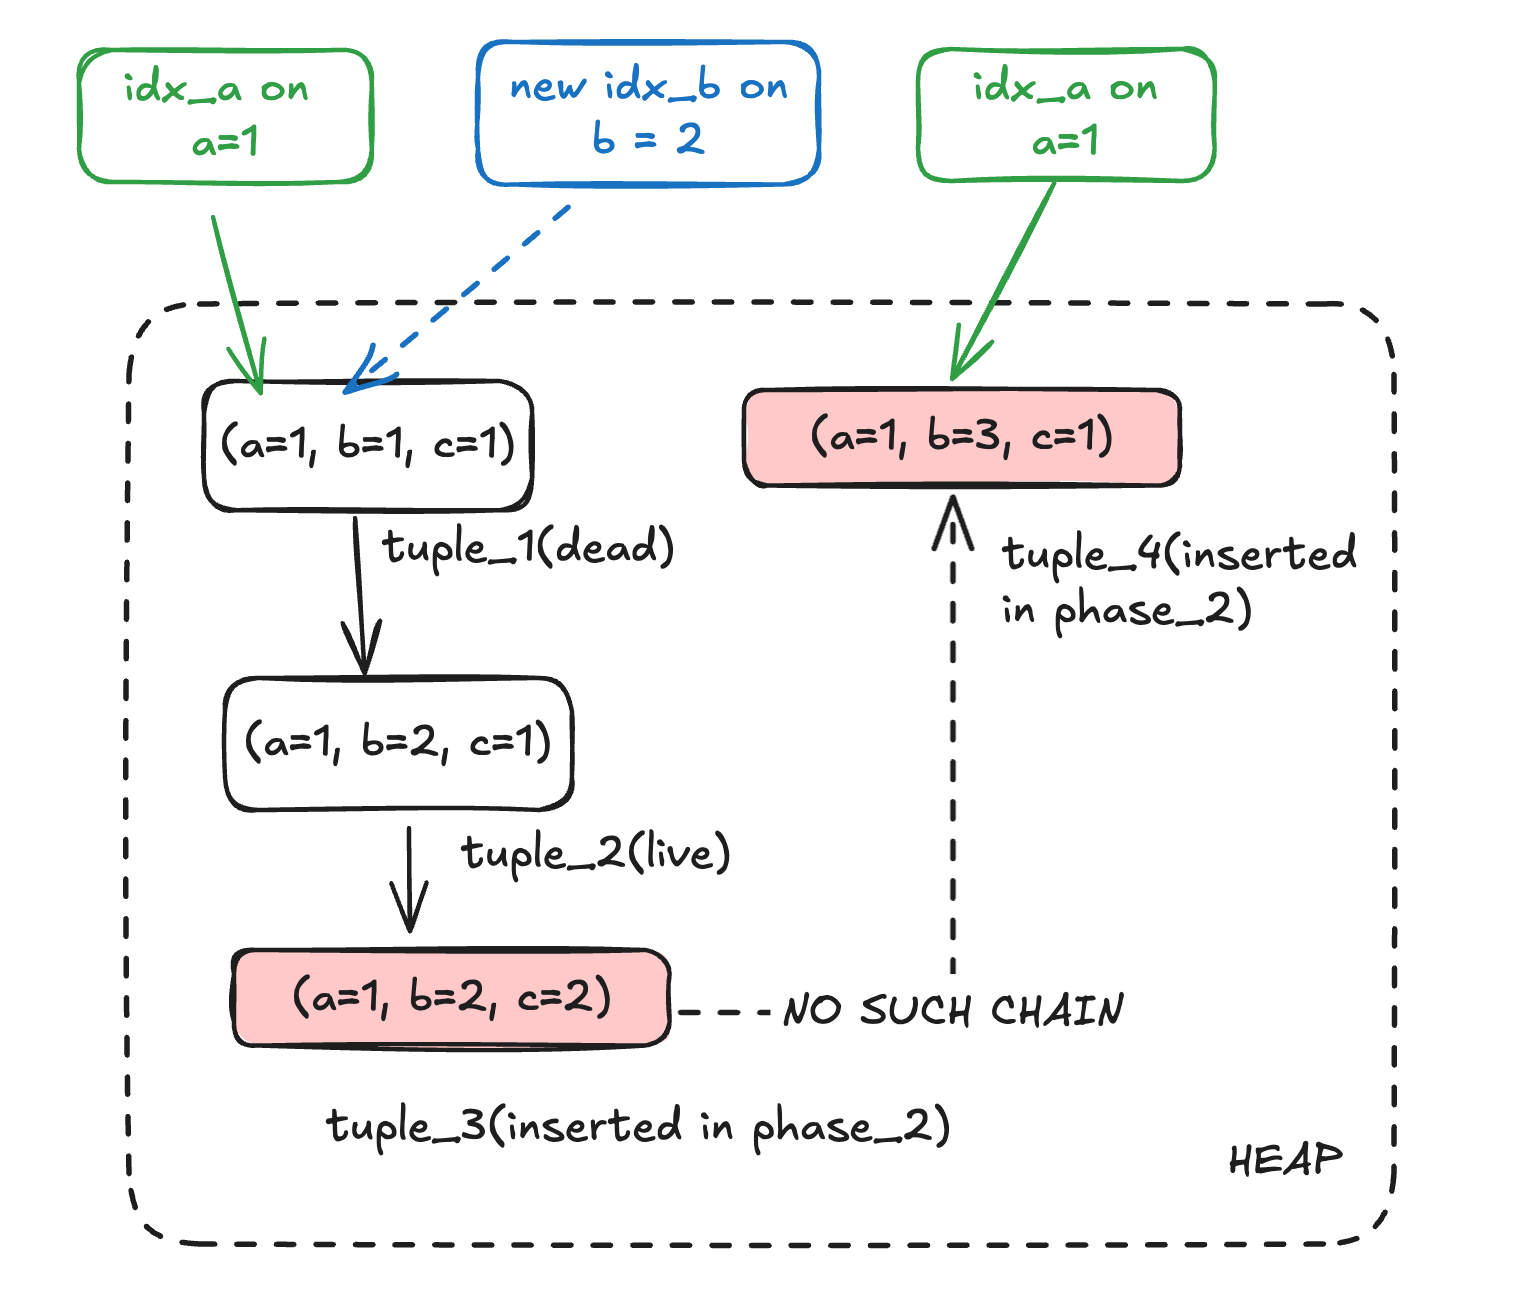 idx_a on
a=1
new idx_b on
b = 2
idx_a on
a=1
(a=1, b=1, c=1)
(a=1, b=3, c=1)
tuple_1(dead)
tuple_4(inserted
in phase_2)
(a=1, b=2, c=1)
tuple_2(live)
(a=1, b=2, c=2)
NO SUCH CHAIN
tuple_3(inserted in phase_2)
HEAP